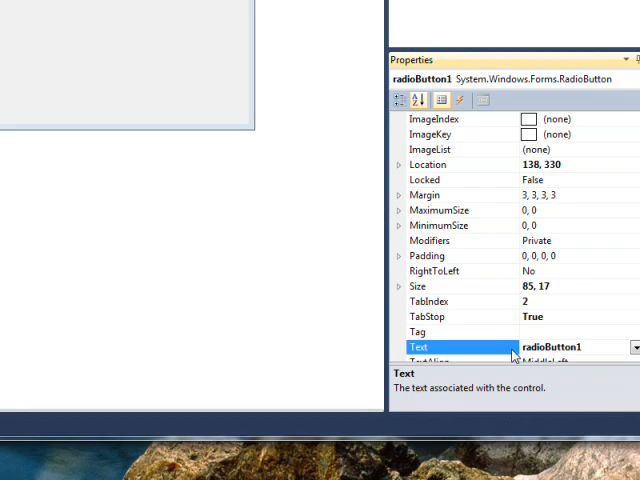 Properties
radioButton1 System.Windows.Forms.RadioButton
ImageIndex (none)
ImageKey (none)
ImageList (none)
Location 138, 330
Locked False
Margin 3, 3, 3, 3
MaximumSize 0, 0
MinimumSize 0, 0
Modifiers Private
Padding 0, 0, 0, 0
RightToLeft No
Size 85, 17
TabIndex 2
TabStop True
Tag
Text radioButton1
TextAlign MiddleLeft
Text
The text associated with the control.